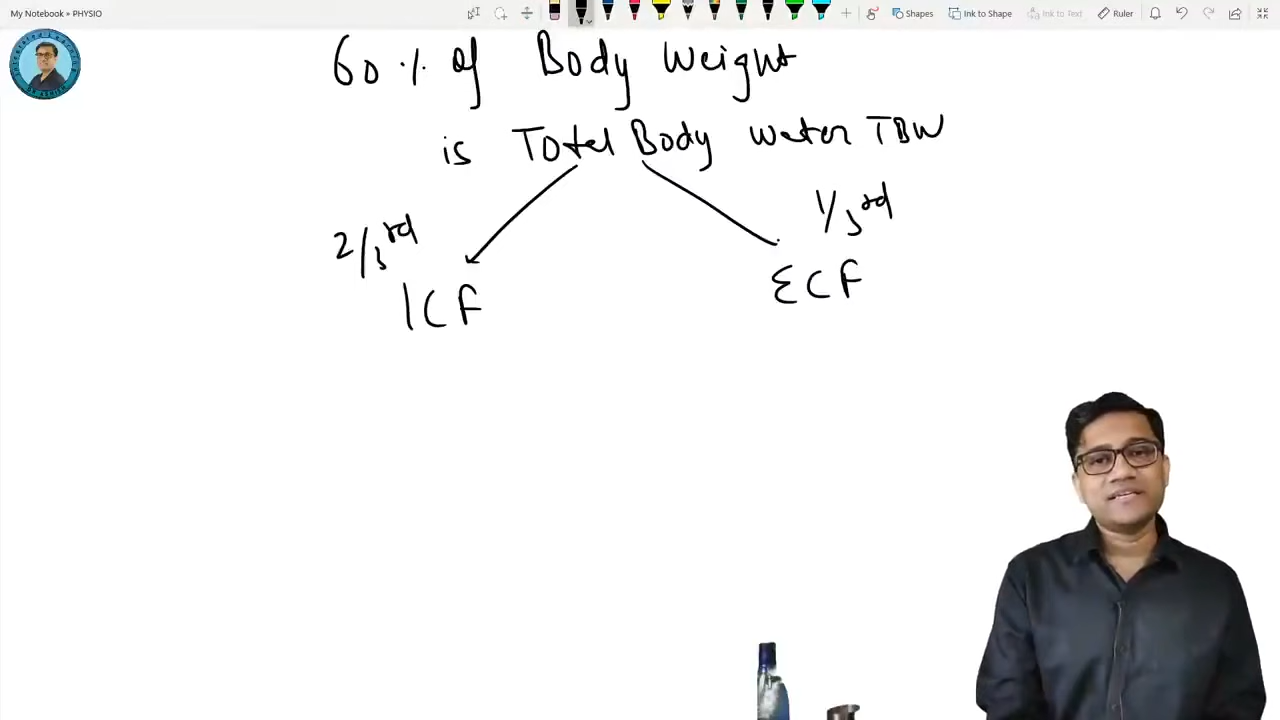 My Notebook » PHYSIO
Shapes
Ink to Shape
Ink to Text
Ruler
60 % of Body Weight
is Total Body water TBW
2/3rd
1/3rd
ICF
ECF